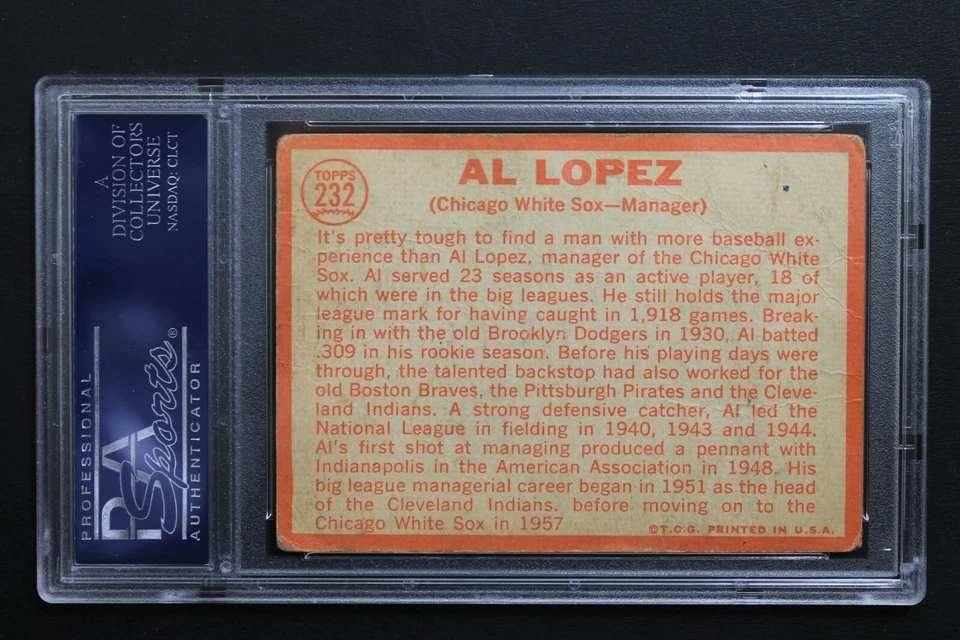 A
DIVISION OF
COLLECTORS
UNIVERSE
NASDAQ: CLCT
PROFESSIONAL
PSA
Sports®
AUTHENTICATOR
TOPPS
232
AL LOPEZ
(Chicago White Sox—Manager)
It's pretty tough to find a man with more baseball ex-
perience than Al Lopez, manager of the Chicago White
Sox. Al served 23 seasons as an active player, 18 of
which were in the big leagues. He still holds the major
league mark for having caught in 1,918 games. Break-
ing in with the old Brooklyn Dodgers in 1930, Al batted
.309 in his rookie season. Before his playing days were
through, the talented backstop had also worked for the
old Boston Braves, the Pittsburgh Pirates and the Cleve-
land Indians. A strong defensive catcher, Al led the
National League in fielding in 1940, 1943 and 1944.
Al's first shot at managing produced a pennant with
Indianapolis in the American Association in 1948. His
big league managerial career began in 1951 as the head
of the Cleveland Indians. before moving on to the
Chicago White Sox in 1957
©T.C.G. PRINTED IN U.S.A.